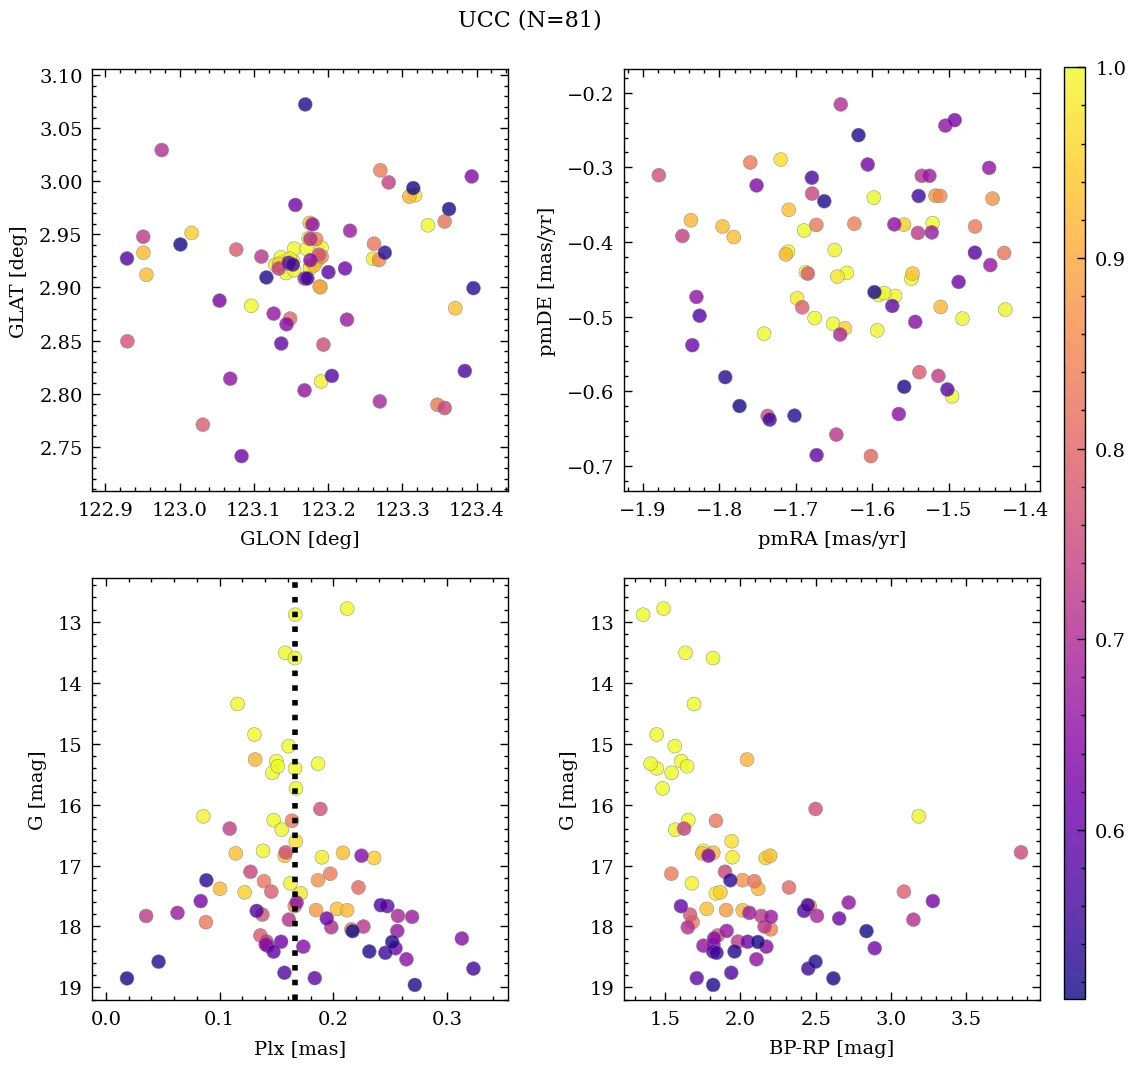 UCC (N=81)
3.10
3.05
3.00
2.95
2.90
2.85
2.80
2.75
GLAT [deg]
122.9 123.0 123.1 123.2 123.3 123.4
GLON [deg]
−0.2
−0.3
−0.4
−0.5
−0.6
−0.7
pmDE [mas/yr]
−1.9 −1.8 −1.7 −1.6 −1.5 −1.4
pmRA [mas/yr]
1.0
0.9
0.8
0.7
0.6
13
14
15
16
17
18
19
G [mag]
0.0 0.1 0.2 0.3
Plx [mas]
13
14
15
16
17
18
19
G [mag]
1.5 2.0 2.5 3.0 3.5
BP-RP [mag]